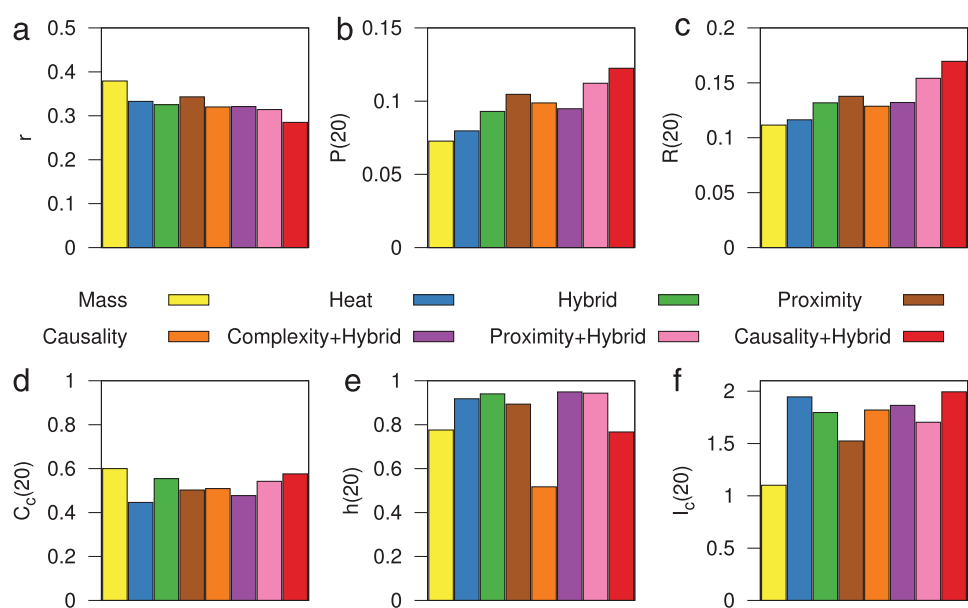 a
0.5
0.4
0.3
0.2
0.1
0
r
b
0.15
0.1
0.05
0
P(20)
c
0.2
0.15
0.1
0.05
0
R(20)
Mass Heat Hybrid Proximity
Causality Complexity+Hybrid Proximity+Hybrid Causality+Hybrid
d
1
0.8
0.6
0.4
0.2
0
Cc(20)
e
1
0.8
0.6
0.4
0.2
0
h(20)
f
2
1.5
1
0.5
0
Ic(20)